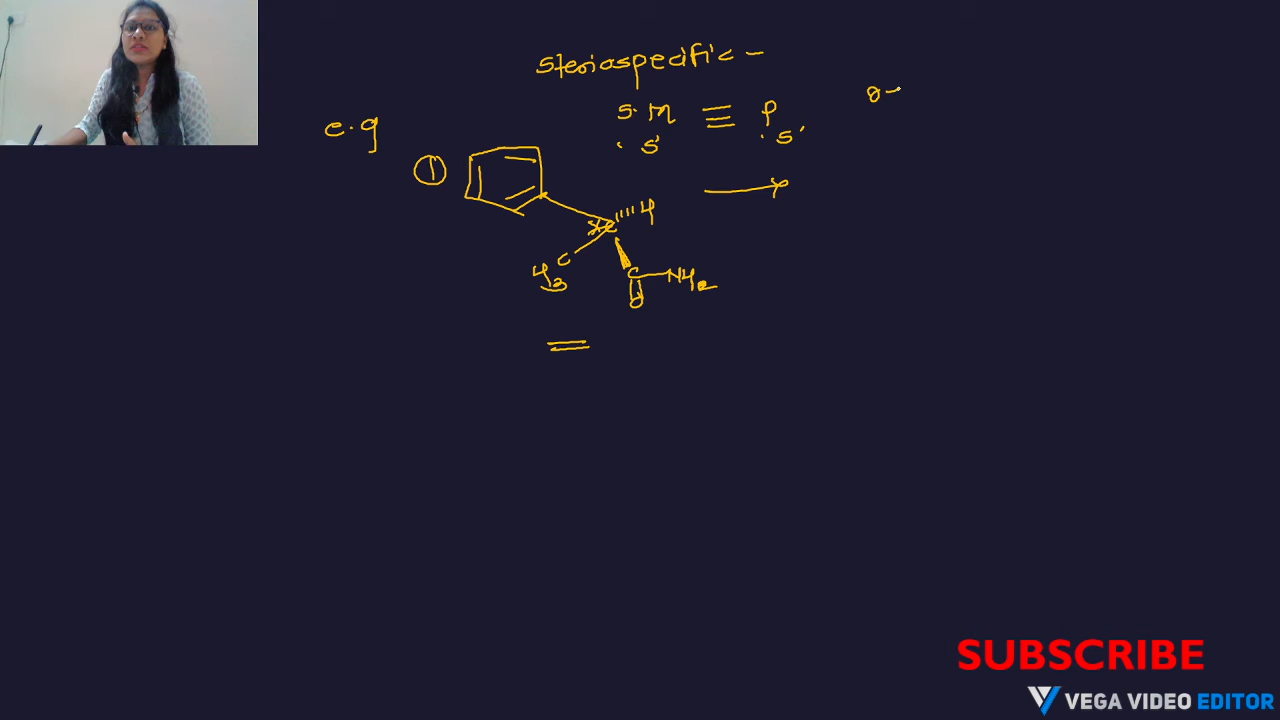 Steriospecific -
S. M ≡ P
'S' 'S'
e.g
①
H
H3C
C NH2
O
SUBSCRIBE
VEGA VIDEO EDITOR